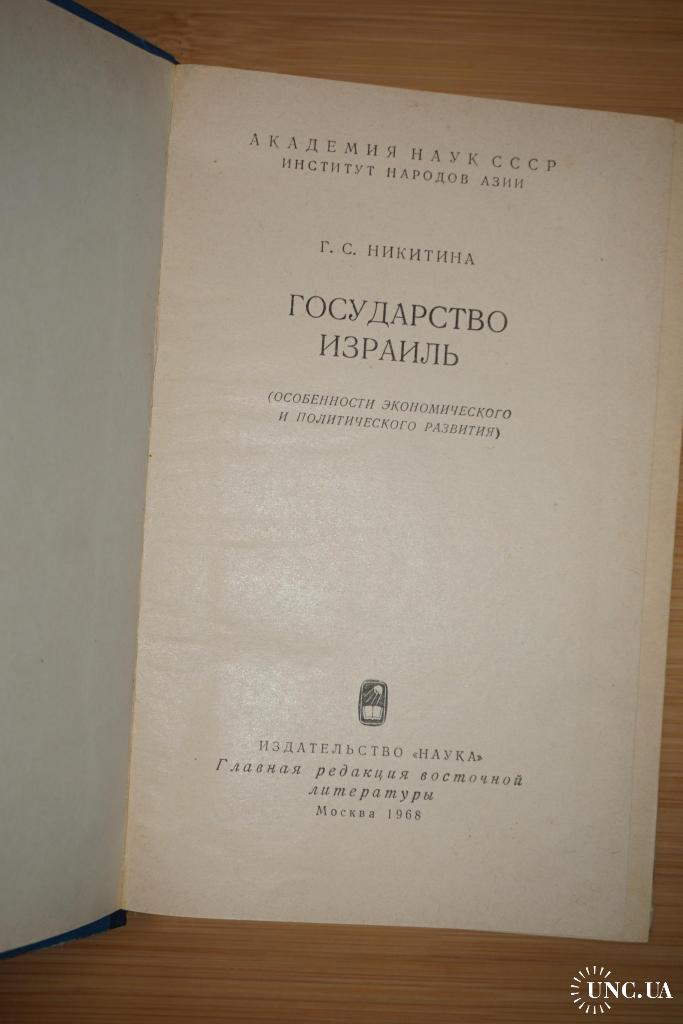 АКАДЕМИЯ НАУК СССР
ИНСТИТУТ НАРОДОВ АЗИИ
Г. С. НИКИТИНА
ГОСУДАРСТВО
ИЗРАИЛЬ
(ОСОБЕННОСТИ ЭКОНОМИЧЕСКОГО
И ПОЛИТИЧЕСКОГО РАЗВИТИЯ)
ИЗДАТЕЛЬСТВО «НАУКА»
Главная редакция восточной
литературы
Москва 1968
UNC.UA